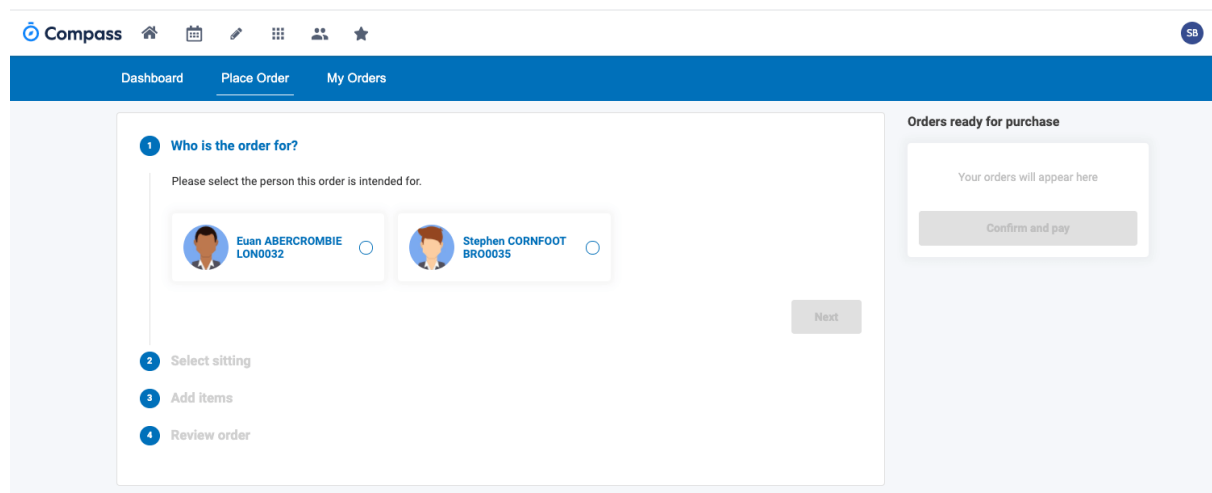 Compass
SB
Dashboard Place Order My Orders
1 Who is the order for?
Please select the person this order is intended for.
Euan ABERCROMBIE
LON0032
Stephen CORNFOOT
BRO0035
Next
2 Select sitting
3 Add items
4 Review order
Orders ready for purchase
Your orders will appear here
Confirm and pay